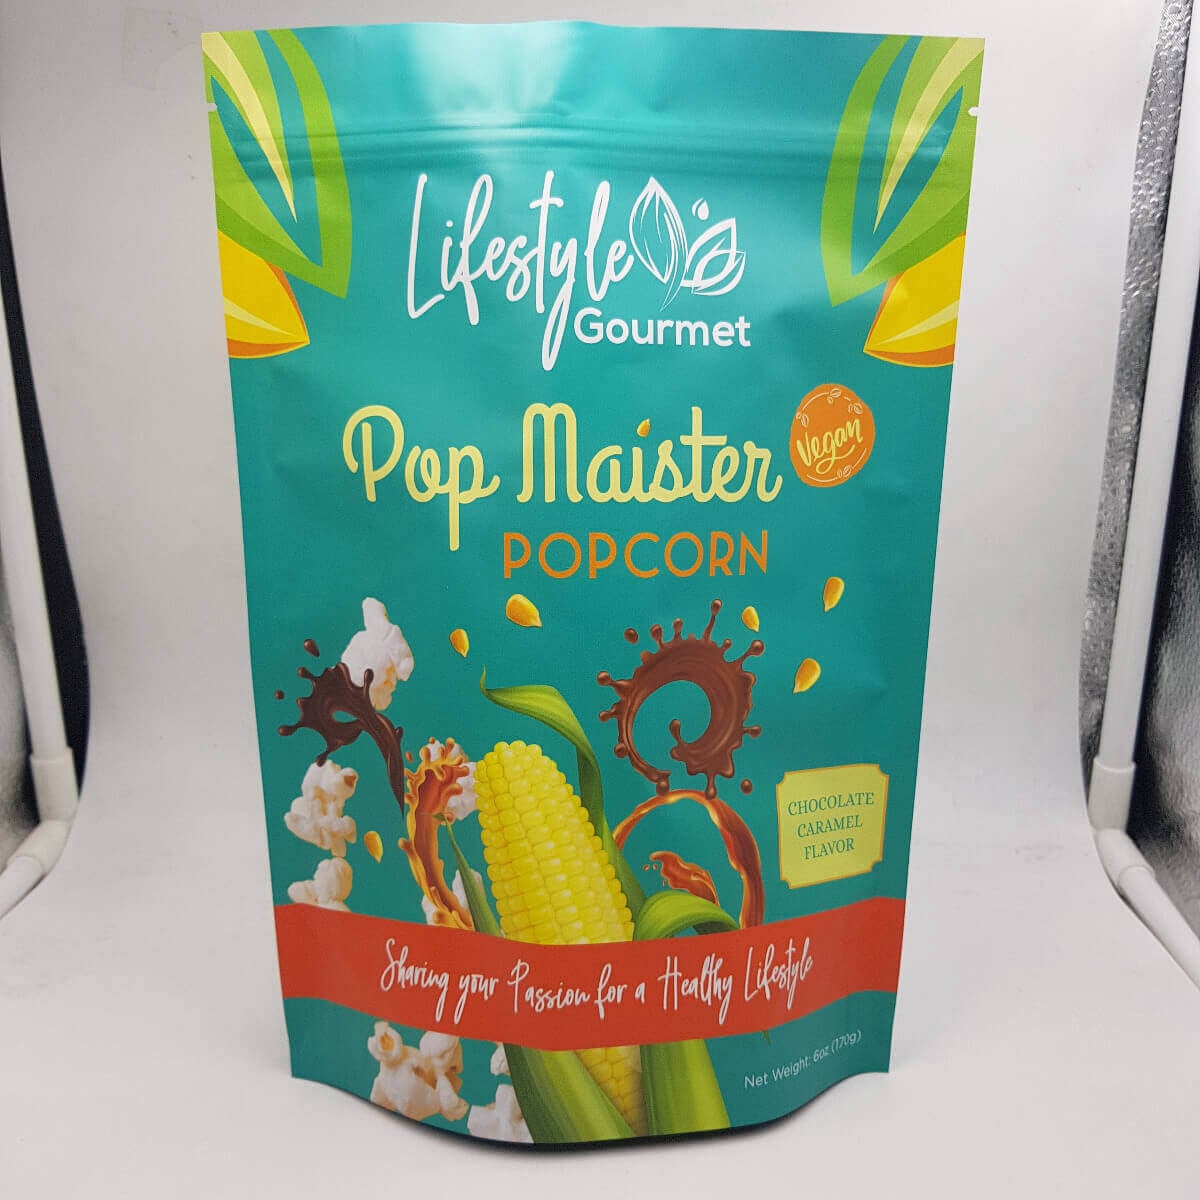 Lifestyle
Gourmet
Pop Maister
Vegan
POPCORN
CHOCOLATE
CARAMEL
FLAVOR
Sharing your Passion for a Healthy Lifestyle
Net Weight: 6oz (170g)